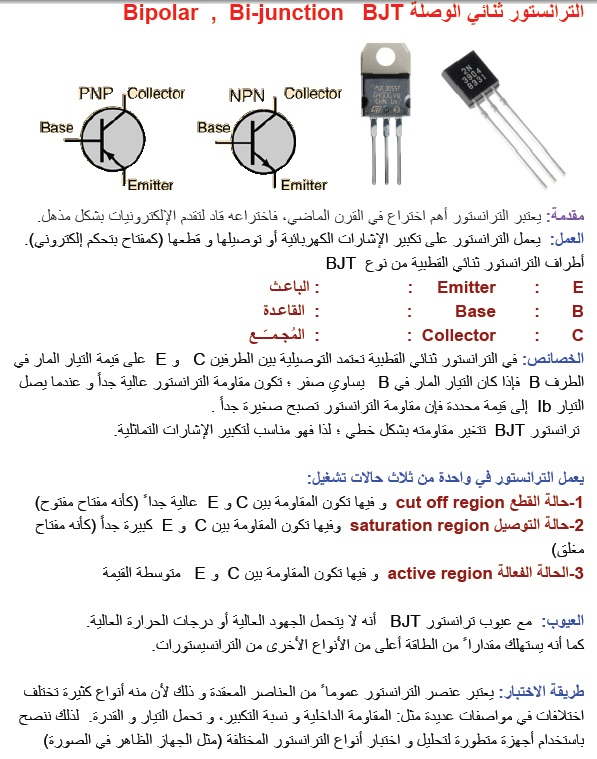 الترانستور ثنائي الوصلة Bipolar , Bi-junction BJT
PNP Collector
NPN Collector
Base
Base
Emitter
Emitter
2N
3904
B331
مقدمة: يعتبر الترانستور أهم اختراع في القرن الماضي، فاختراعه قاد لتقدم الإلكترونيات بشكل مذهل.
العمل: يعمل الترانستور على تكبير الإشارات الكهربائية أو توصيلها و قطعها (كمفتاح بتحكم إلكتروني).
أطراف الترانستور ثنائي القطبية من نوع BJT
E : Emitter : الباعث :
B : Base : القاعدة :
C : Collector : المُجمـّـع :
الخصائص: في الترانستور ثنائي القطبية تعتمد التوصيلية بين الطرفين C و E على قيمة التيار المار في
الطرف B فإذا كان التيار المار في B يساوي صفر ؛ تكون مقاومة الترانستور عالية جداً و عندما يصل
التيار Ib إلى قيمة محددة فإن مقاومة الترانستور تصبح صغيرة جداً .
ترانستور BJT تتغير مقاومته بشكل خطي ؛ لذا فهو مناسب لتكبير الإشارات التماثلية.
يعمل الترانستور في واحدة من ثلاث حالات تشغيل:
1-حالة القطع cut off region و فيها تكون المقاومة بين C و E عالية جداً (كأنه مفتاح مفتوح)
2-حالة التوصيل saturation region وفيها تكون المقاومة بين C و E كبيرة جداً (كأنه مفتاح
مغلق)
3-الحالة الفعالة active region و فيها تكون المقاومة بين C و E متوسطة القيمة
العيوب: مع عيوب ترانستور BJT أنه لا يتحمل الجهود العالية أو درجات الحرارة العالية.
كما أنه يستهلك مقداراً من الطاقة أعلى من الأنواع الأخرى من الترانسيستورات.
طريقة الاختبار: يعتبر عنصر الترانستور عموماً من العناصر المعقدة و ذلك لأن منه أنواع كثيرة تختلف
اختلافات في مواصفات عديدة مثل: المقاومة الداخلية و نسبة التكبير، و تحمل التيار و القدرة. لذلك ننصح
باستخدام أجهزة متطورة لتحليل و اختبار أنواع الترانستور المختلفة (مثل الجهاز الظاهر في الصورة)